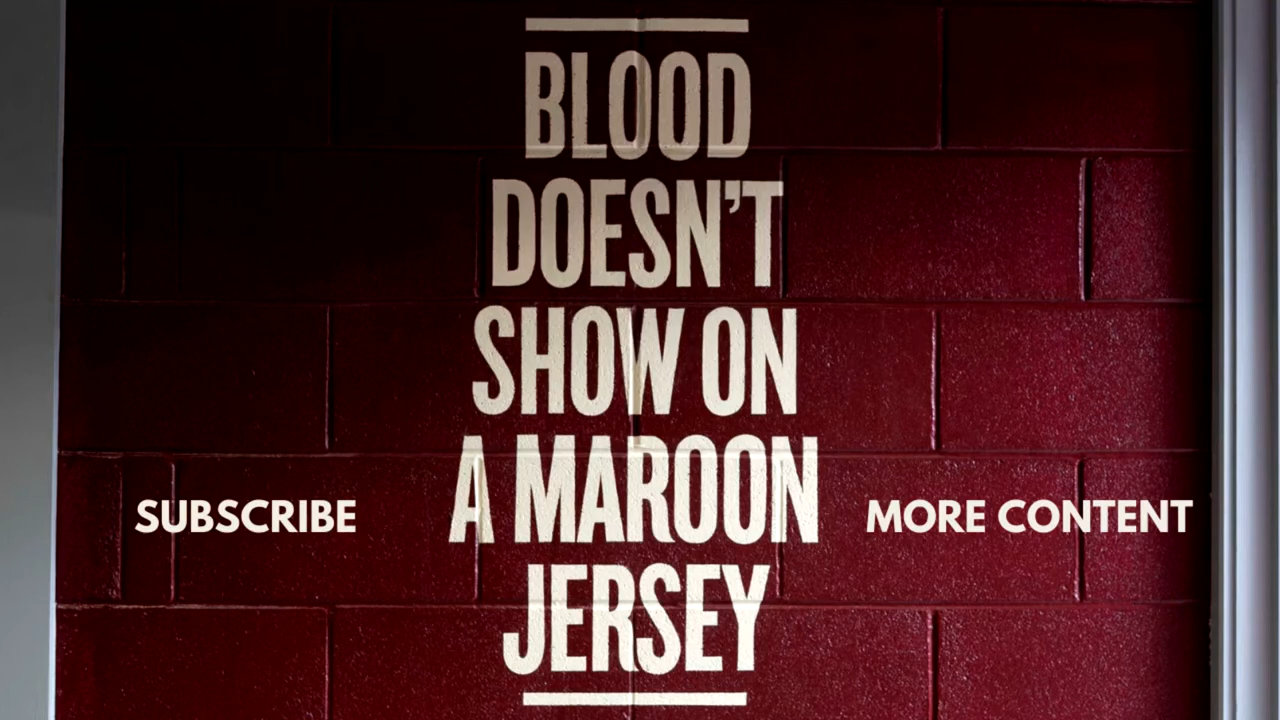 BLOOD
DOESN'T
SHOW ON
A MAROON
JERSEY
SUBSCRIBE
MORE CONTENT